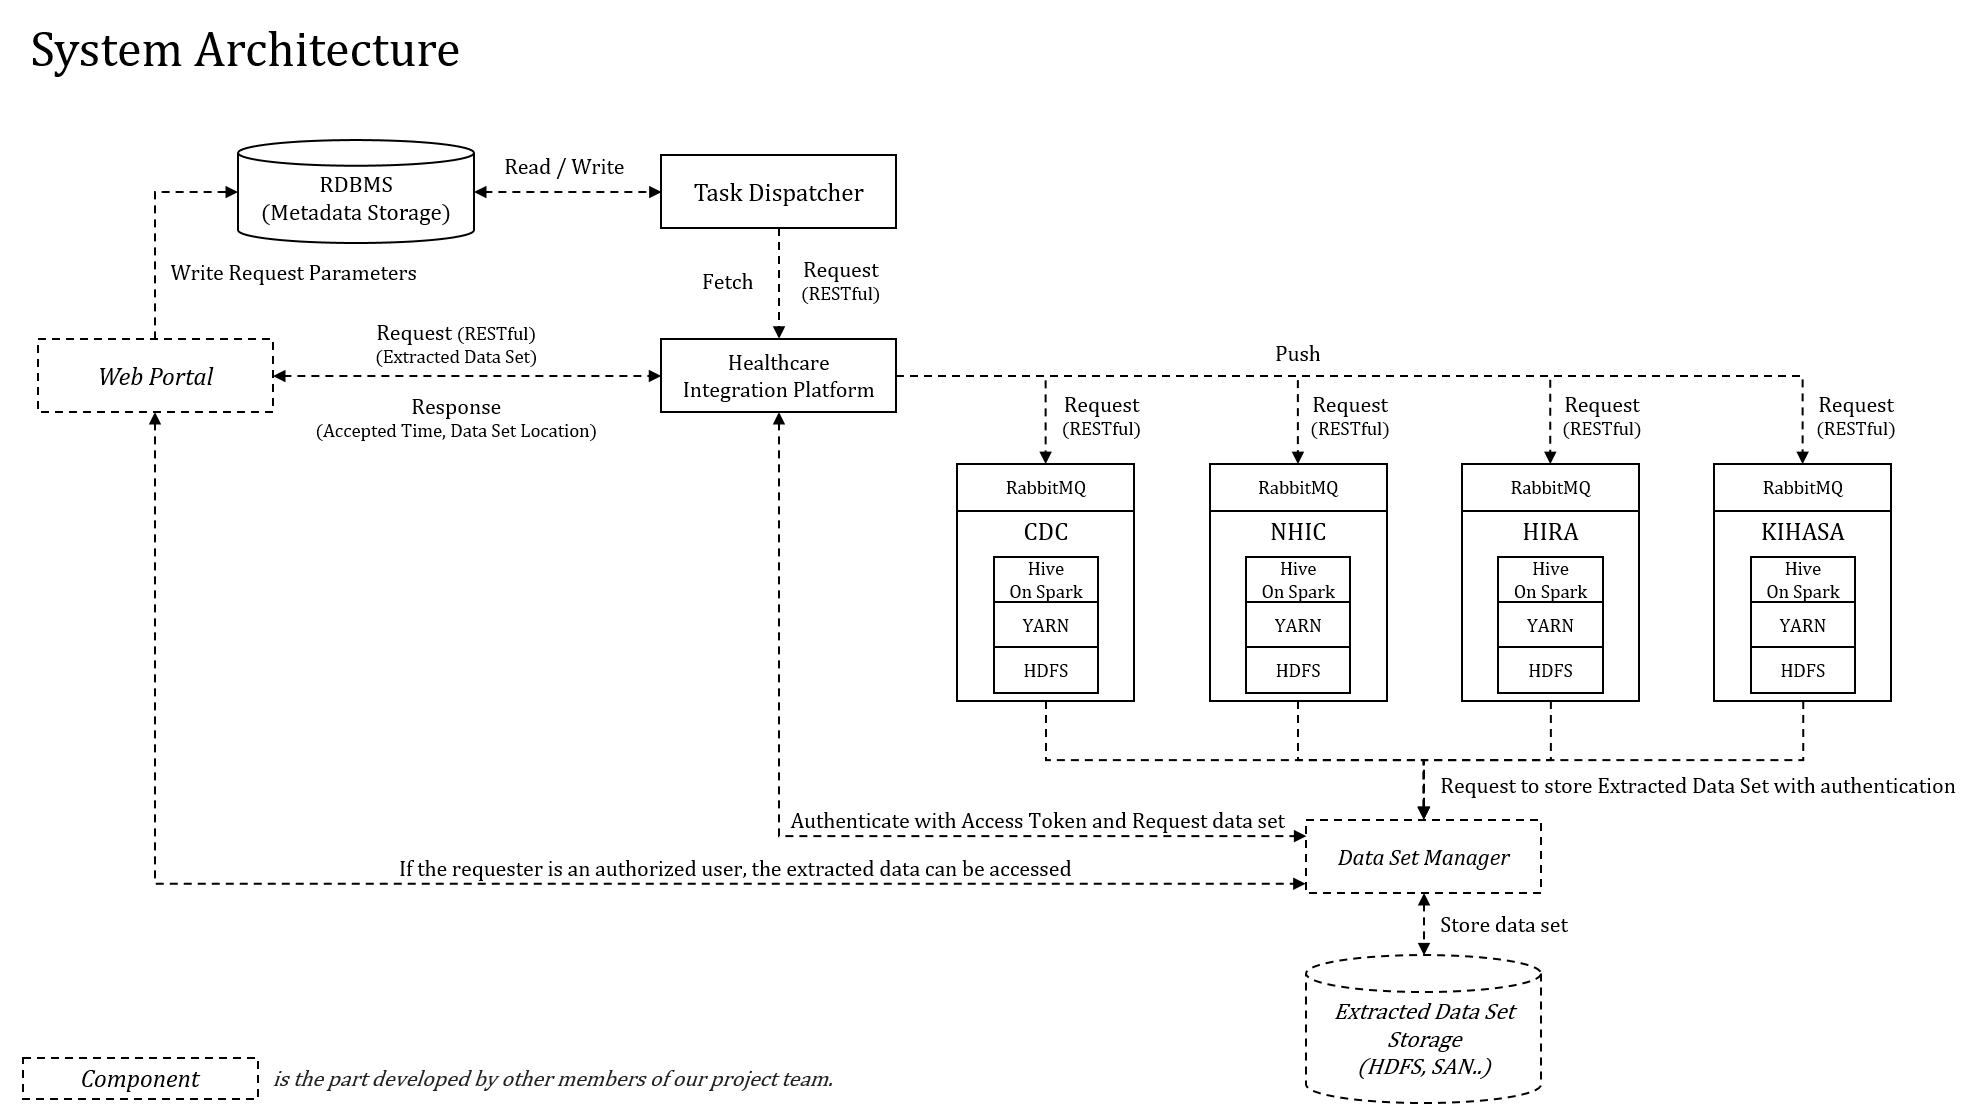 System Architecture
RDBMS
(Metadata Storage)
Read / Write
Task Dispatcher
Write Request Parameters
Fetch
Request
(RESTful)
Web Portal
Request (RESTful)
(Extracted Data Set)
Response
(Accepted Time, Data Set Location)
Healthcare
Integration Platform
Push
Request
(RESTful)
Request
(RESTful)
Request
(RESTful)
Request
(RESTful)
RabbitMQ
CDC
Hive
On Spark
YARN
HDFS
RabbitMQ
NHIC
Hive
On Spark
YARN
HDFS
RabbitMQ
HIRA
Hive
On Spark
YARN
HDFS
RabbitMQ
KIHASA
Hive
On Spark
YARN
HDFS
Request to store Extracted Data Set with authentication
Authenticate with Access Token and Request data set
If the requester is an authorized user, the extracted data can be accessed
Data Set Manager
Store data set
Extracted Data Set
Storage
(HDFS, SAN..)
Component
is the part developed by other members of our project team.